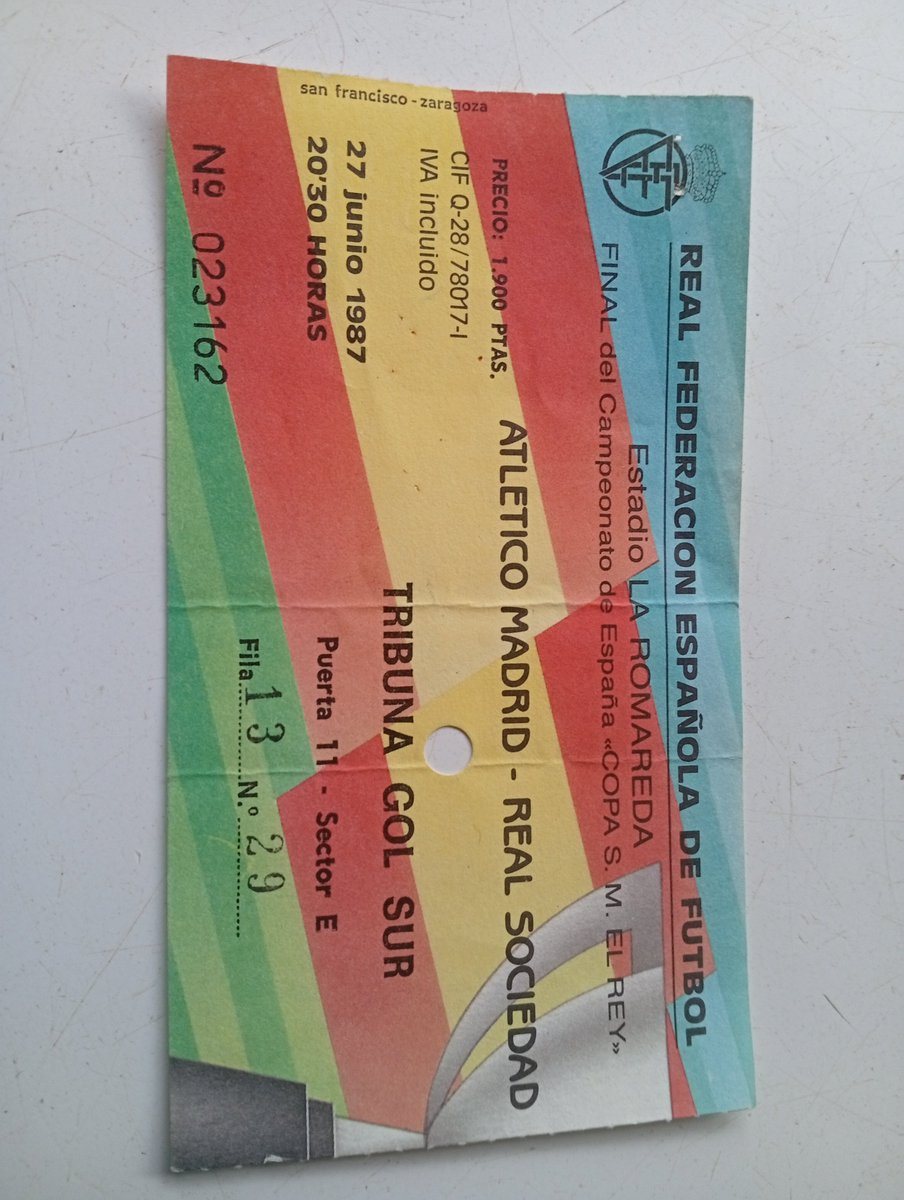 REAL FEDERACION ESPAÑOLA DE FUTBOL
Estadio LA ROMAREDA
FINAL del Campeonato de España «COPA S. M. EL REY»
PRECIO: 1.900 PTAS.
CIF Q-28/78017-I
IVA incluido
ATLETICO MADRID - REAL SOCIEDAD
27 junio 1987
20'30 HORAS
TRIBUNA GOL SUR
Puerta 11 - Sector E
Fila 13 N.º 29
Nº 023162
san francisco - zaragoza